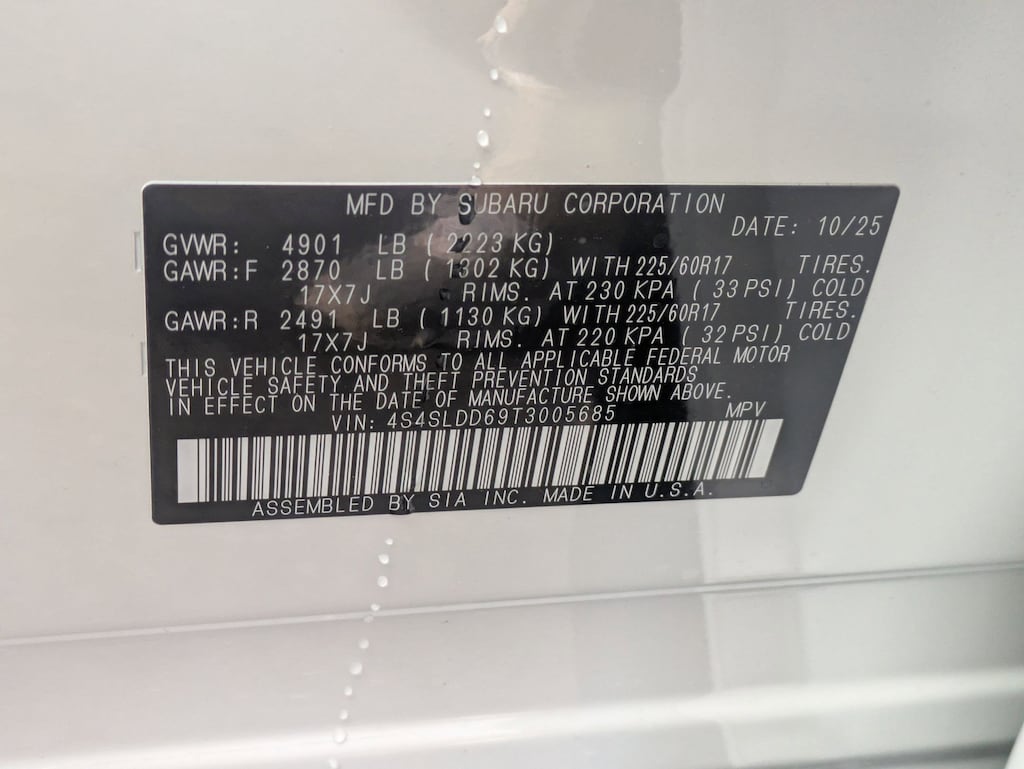 MFD BY SUBARU CORPORATION
DATE: 10/25
GVWR: 4901 LB ( 2223 KG)
GAWR:F 2870 LB ( 1302 KG) WITH 225/60R17 TIRES.
17X7J RIMS. AT 230 KPA ( 33 PSI) COLD
GAWR:R 2491 LB ( 1130 KG) WITH 225/60R17 TIRES.
17X7J RIMS. AT 220 KPA ( 32 PSI) COLD
THIS VEHICLE CONFORMS TO ALL APPLICABLE FEDERAL MOTOR
VEHICLE SAFETY AND THEFT PREVENTION STANDARDS
IN EFFECT ON THE DATE OF MANUFACTURE SHOWN ABOVE.
VIN: 4S4SLDD69T3005685 MPV
ASSEMBLED BY SIA INC. MADE IN U.S.A.